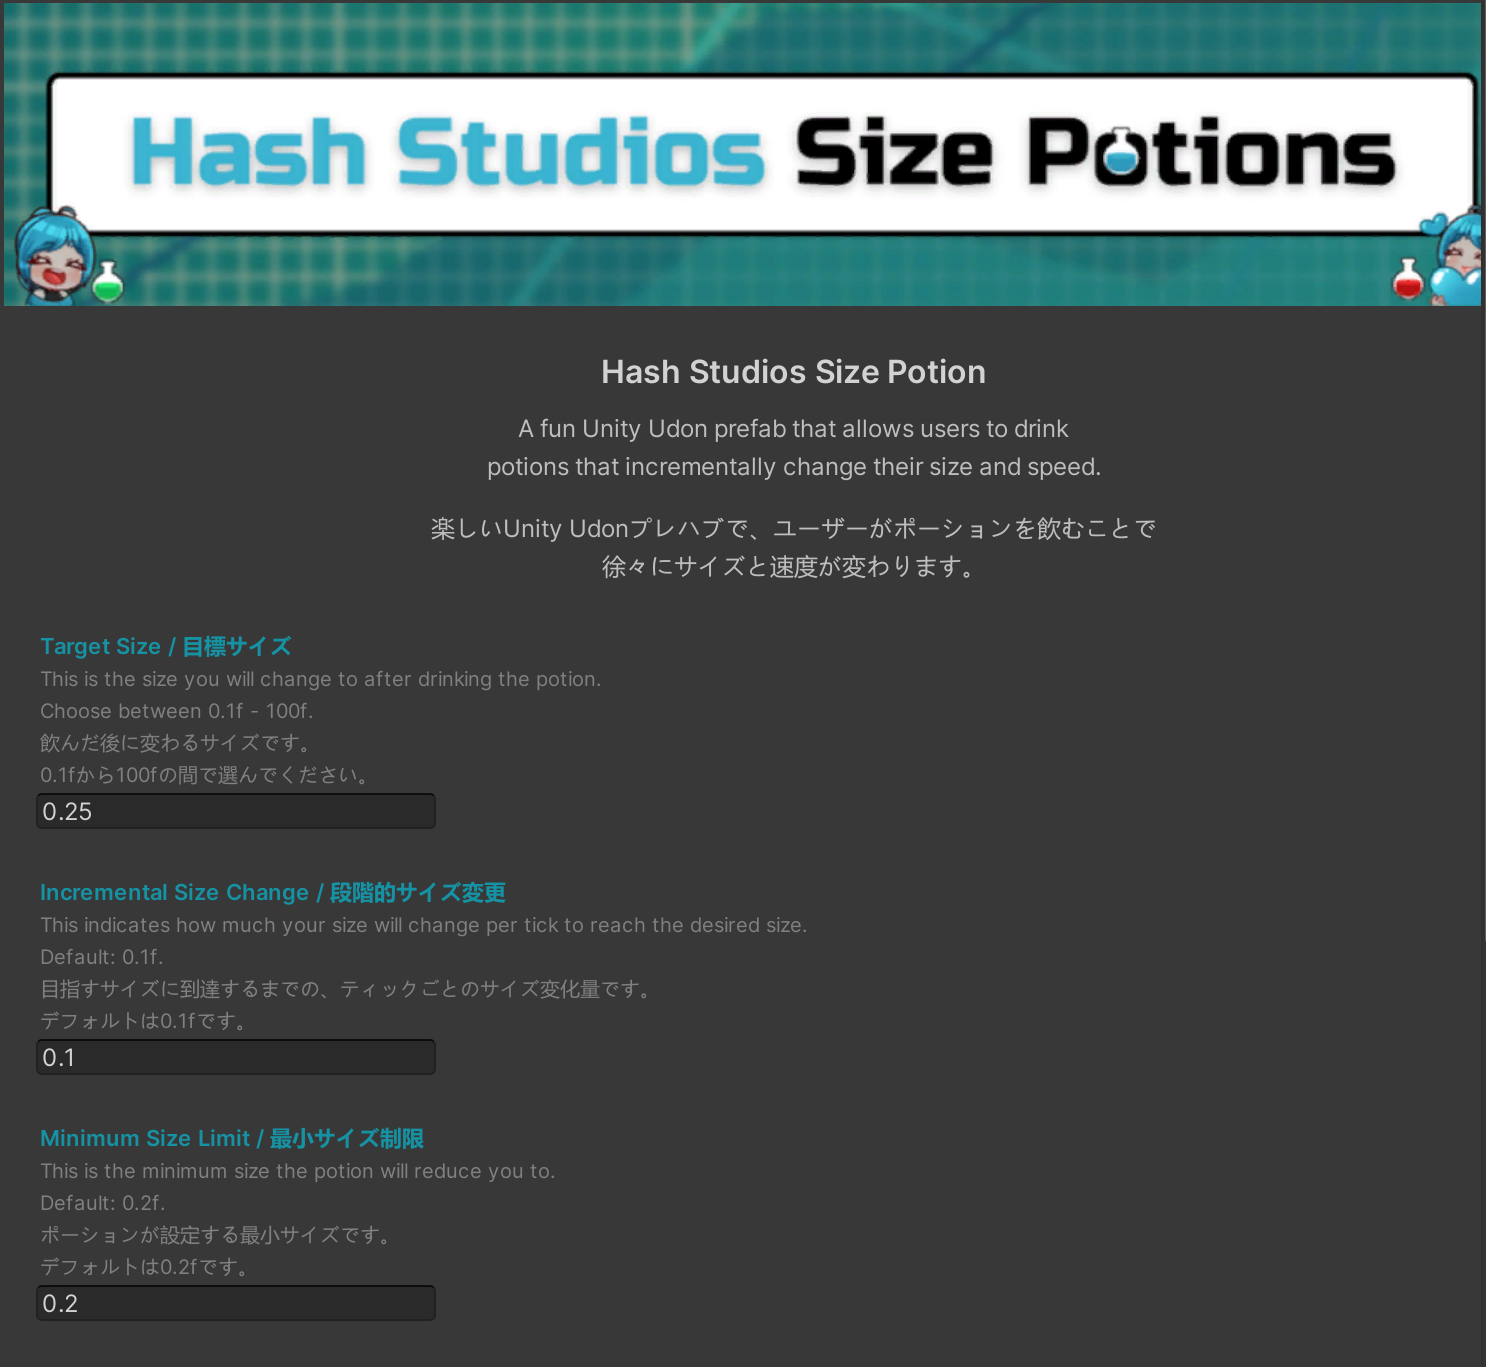 Hash Studios Size Potions
Hash Studios Size Potion
A fun Unity Udon prefab that allows users to drink
potions that incrementally change their size and speed.
楽しいUnity Udonプレハブで、ユーザーがポーションを飲むことで
徐々にサイズと速度が変わります。
Target Size / 目標サイズ
This is the size you will change to after drinking the potion.
Choose between 0.1f - 100f.
飲んだ後に変わるサイズです。
0.1fから100fの間で選んでください。
0.25
Incremental Size Change / 段階的サイズ変更
This indicates how much your size will change per tick to reach the desired size.
Default: 0.1f.
目指すサイズに到達するまでの、ティックごとのサイズ変化量です。
デフォルトは0.1fです。
0.1
Minimum Size Limit / 最小サイズ制限
This is the minimum size the potion will reduce you to.
Default: 0.2f.
ポーションが設定する最小サイズです。
デフォルトは0.2fです。
0.2